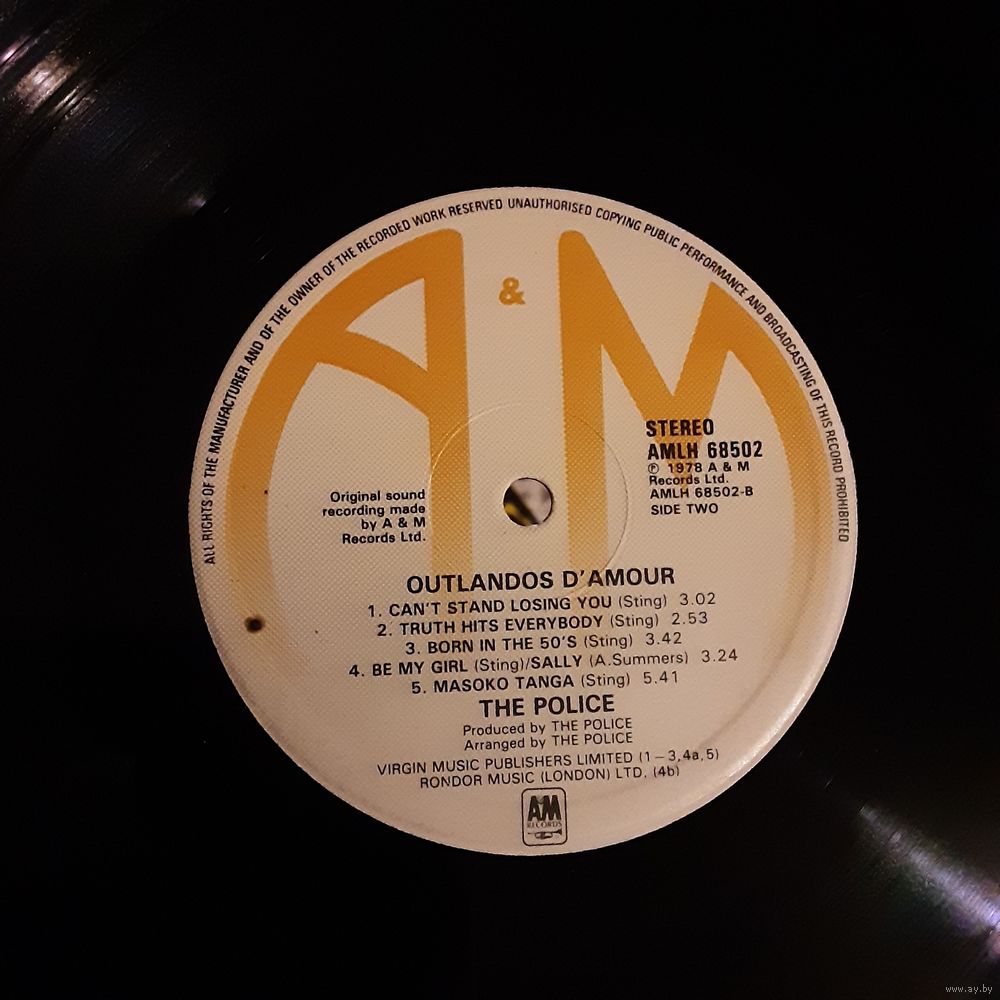 ALL RIGHTS OF THE MANUFACTURER AND OF THE OWNER OF THE RECORDED WORK RESERVED UNAUTHORISED COPYING PUBLIC PERFORMANCE AND BROADCASTING OF THIS RECORD PROHIBITED
A & M
STEREO
AMLH 68502
℗ 1978 A & M
Records Ltd.
AMLH 68502-B
SIDE TWO
Original sound
recording made
by A & M
Records Ltd.
OUTLANDOS D'AMOUR
1. CAN'T STAND LOSING YOU (Sting) 3.02
2. TRUTH HITS EVERYBODY (Sting) 2.53
3. BORN IN THE 50'S (Sting) 3.42
4. BE MY GIRL (Sting)/SALLY (A.Summers) 3.24
5. MASOKO TANGA (Sting) 5.41
THE POLICE
Produced by THE POLICE
Arranged by THE POLICE
VIRGIN MUSIC PUBLISHERS LIMITED (1–3,4a,5)
RONDOR MUSIC (LONDON) LTD. (4b)
A&M
RECORDS
www.ay.by